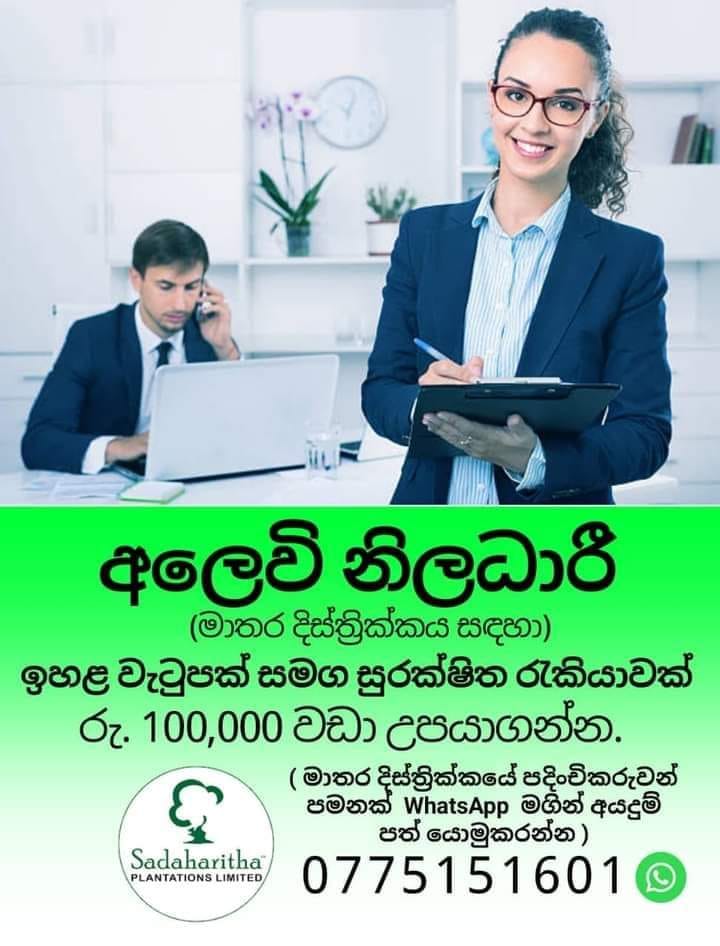 අලෙවි නිලධාරී
(මාතර දිස්ත්‍රික්කය සඳහා)
ඉහළ වැටුපක් සමග සුරක්ෂිත රැකියාවක්
රු. 100,000 වඩා උපයාගන්න.
( මාතර දිස්ත්‍රික්කයේ පදිංචිකරුවන්
පමනක් WhatsApp මගින් අයදුම්
පත් යොමුකරන්න )
0775151601
Sadaharitha™
PLANTATIONS LIMITED